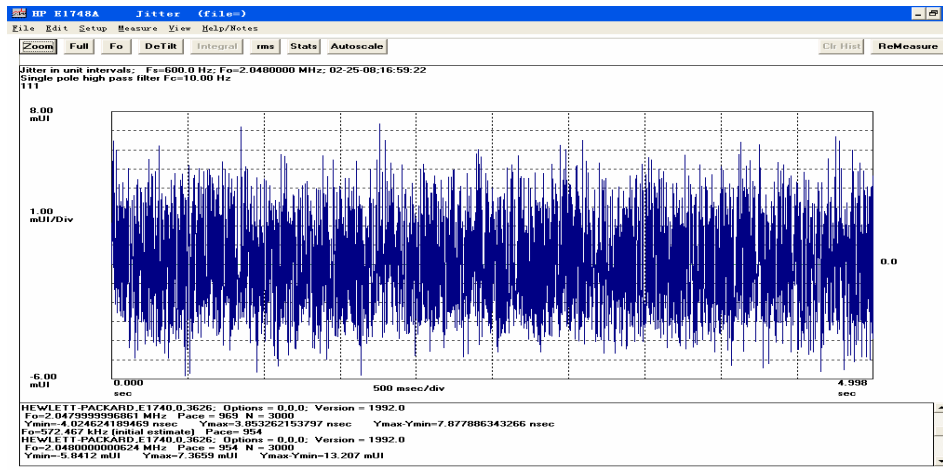 HP E1748A Jitter (file=)
File Edit Setup Measure View Help/Notes
Zoom Full Fo DeTilt Integral rms Stats Autoscale Clr Hist ReMeasure
Jitter in unit intervals; Fs=600.0 Hz; Fo=2.0480000 MHz; 02-25-08;16:59:22
Single pole high pass filter Fc=10.00 Hz
111
8.00
mUI
1.00
mUI/Div
0.0
-6.00
mUI
0.000
sec
500 msec/div
4.998
sec
HEWLETT-PACKARD,E1740,0,3626; Options = 0,0,0; Version = 1992.0
Fo=2.0479999996861 MHz Pace = 969 N = 3000
Ymin=-4.024624189469 nsec Ymax=3.853262153797 nsec Ymax-Ymin=7.877886343266 nsec
Fo=572.467 kHz (initial estimate) Pace= 954
HEWLETT-PACKARD,E1740,0,3626; Options = 0,0,0; Version = 1992.0
Fo=2.0480000000624 MHz Pace = 954 N = 3000
Ymin=-5.8412 mUI Ymax=7.3659 mUI Ymax-Ymin=13.207 mUI